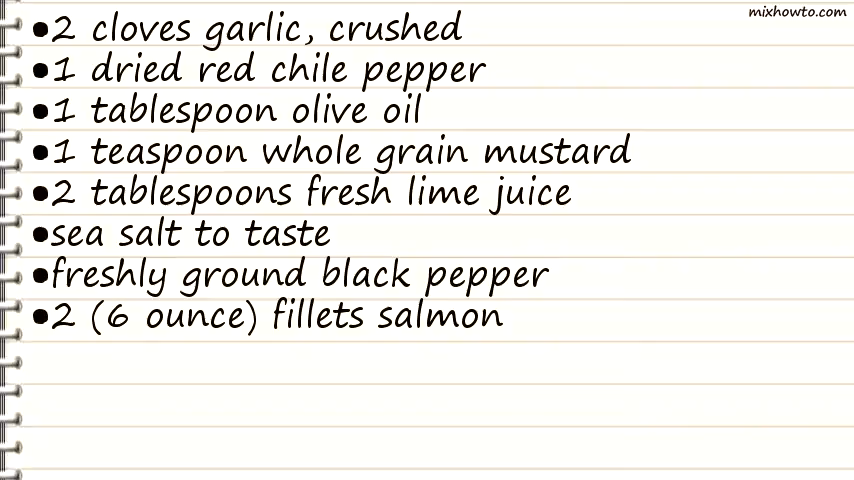 mixhowto.com
•2 cloves garlic, crushed
•1 dried red chile pepper
•1 tablespoon olive oil
•1 teaspoon whole grain mustard
•2 tablespoons fresh lime juice
•sea salt to taste
•freshly ground black pepper
•2 (6 ounce) fillets salmon